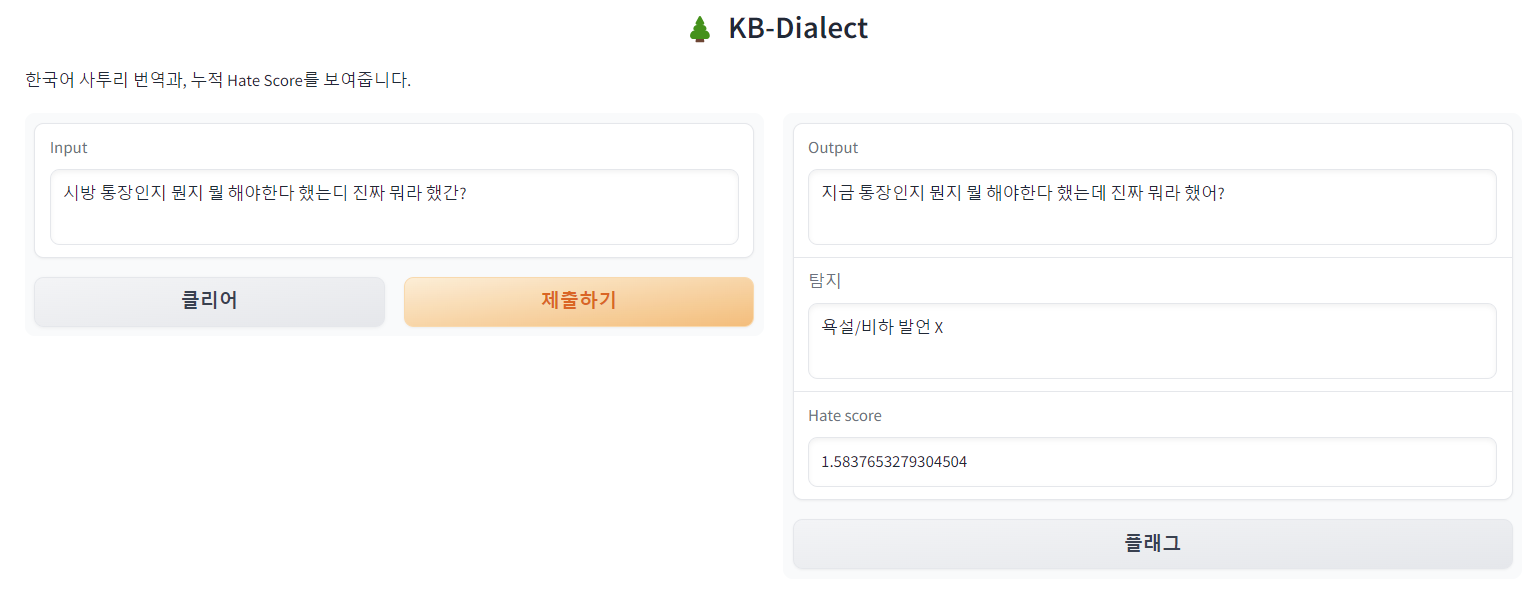 KB-Dialect
한국어 사투리 번역과, 누적 Hate Score를 보여줍니다.
Input
시방 통장인지 뭔지 뭘 해야한다 했는디 진짜 뭐라 했간?
클리어
제출하기
Output
지금 통장인지 뭔지 뭘 해야한다 했는데 진짜 뭐라 했어?
탐지
욕설/비하 발언 X
Hate score
1.5837653279304504
플래그